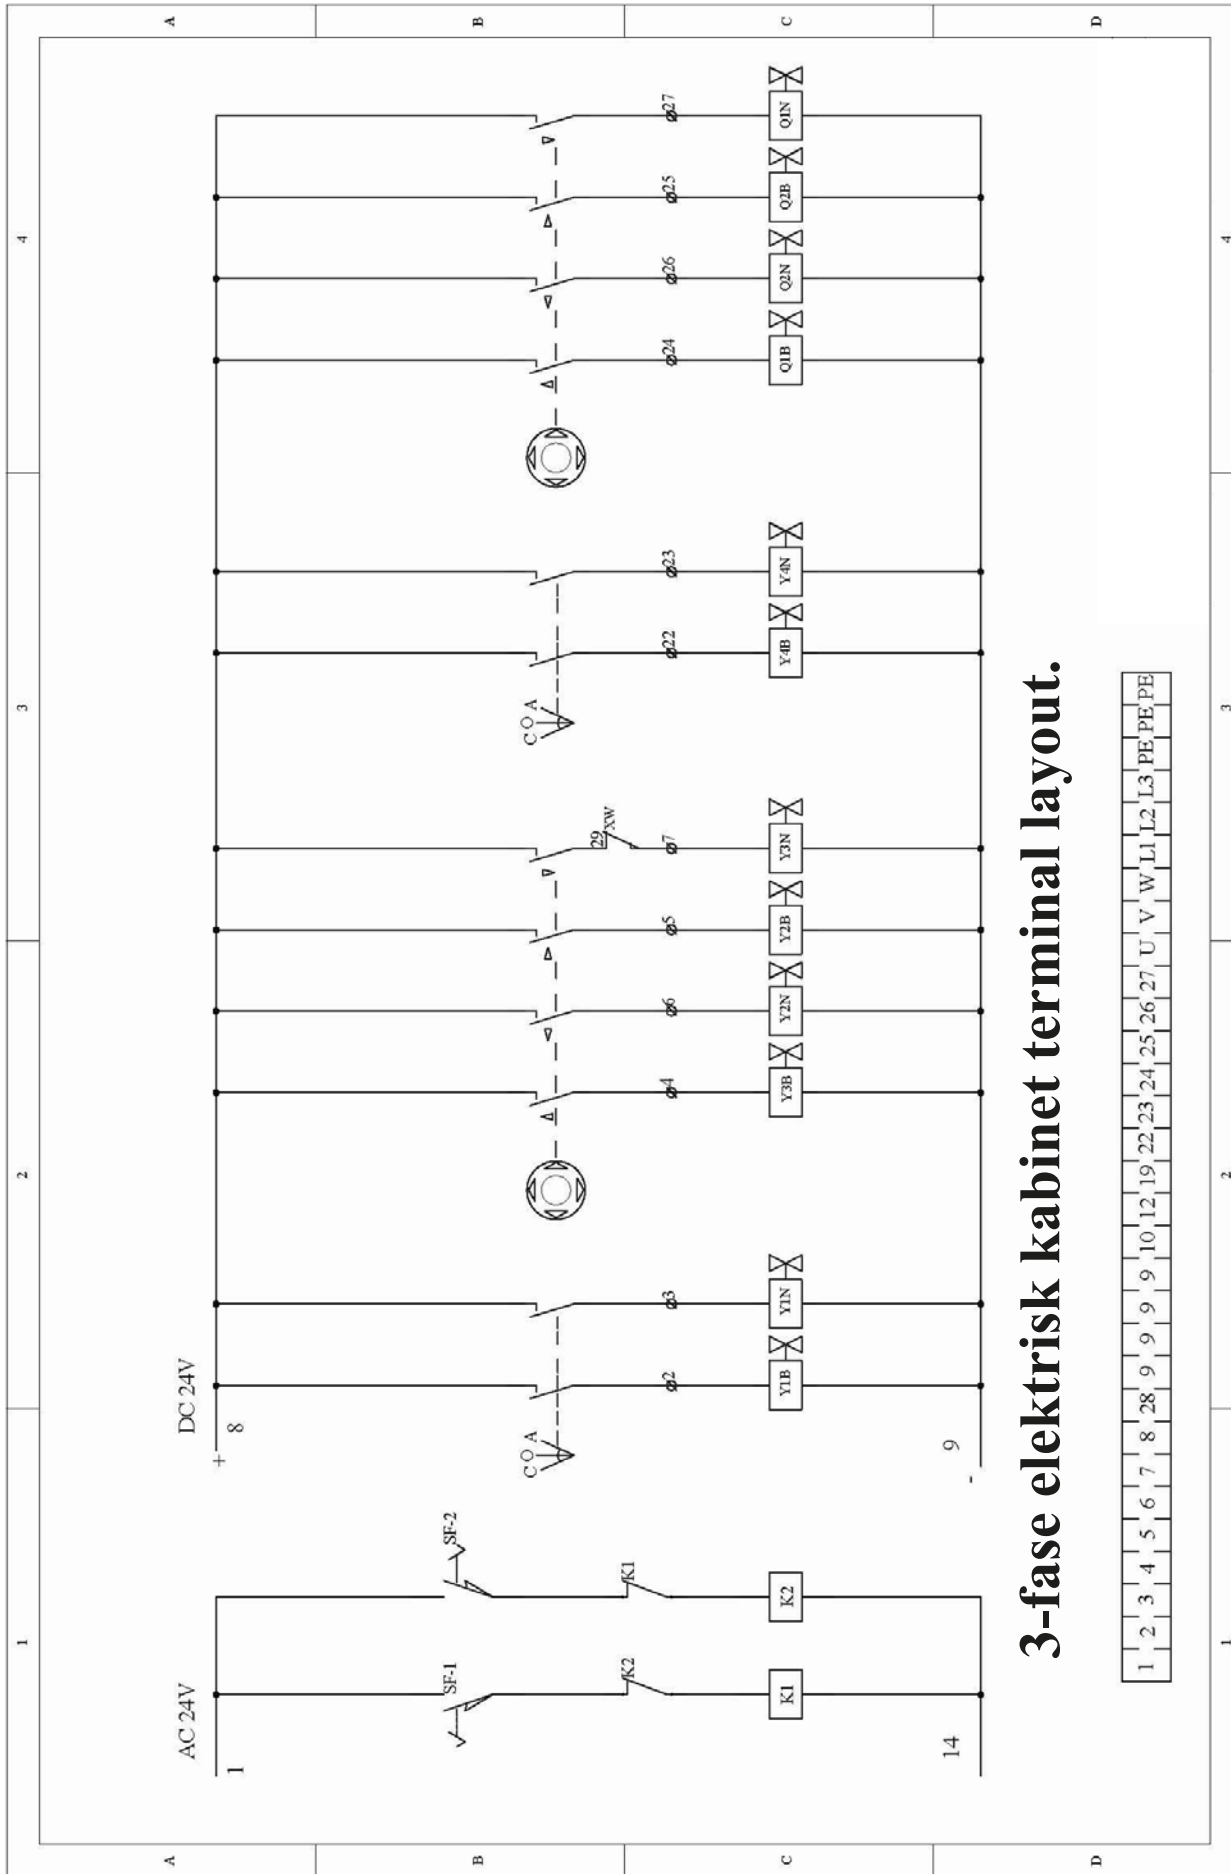 1 2 3 4
A A
AC 24V DC 24V
+
1 8
SF-1 SF-2
B B
C O A C O A
29
XW
K2 K1
2 3 4 6 5 7 22 23 24 26 25 27
C C
K1 K2 Y1B Y1N Y3B Y2N Y2B Y3N Y4B Y4N Q1B Q2N Q2B Q1N
14 9
-
3-fase elektrisk kabinet terminal layout.
D D
1 2 3 4 5 6 7 8 28 9 9 9 9 10 12 19 22 23 24 25 26 27 U V W L1 L2 L3 PE PE PE
1 2 3 4